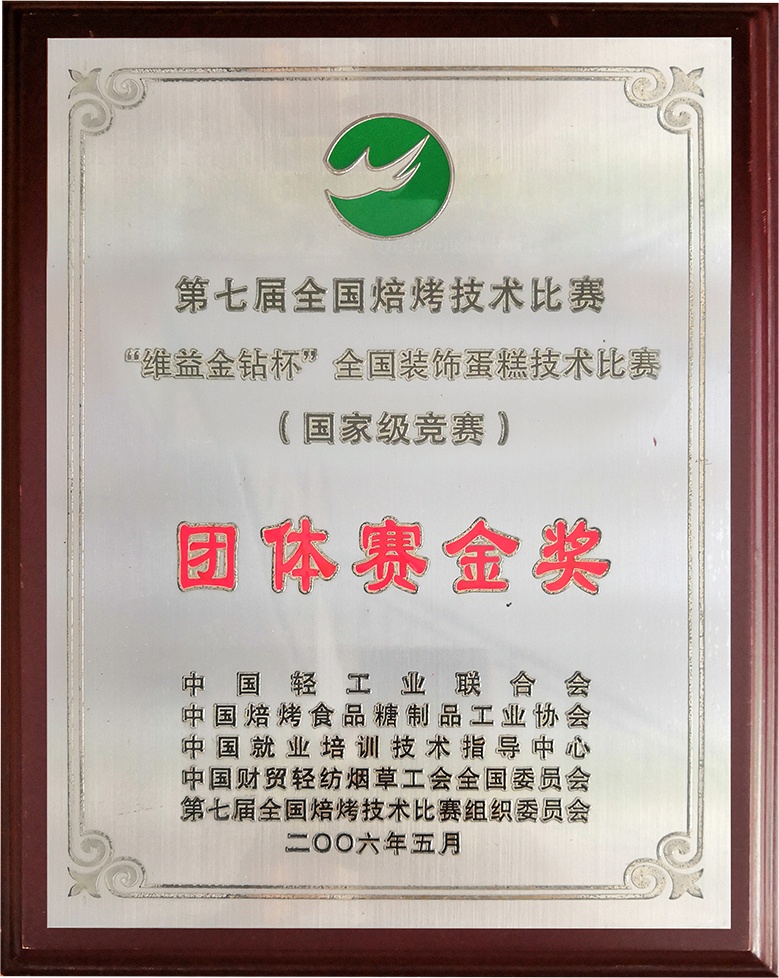 第七届全国焙烤技术比赛
“维益金钻杯”全国装饰蛋糕技术比赛
（国家级竞赛）
团体赛金奖
中国轻工业联合会
中国焙烤食品糖制品工业协会
中国就业培训技术指导中心
中国财贸轻纺烟草工会全国委员会
第七届全国焙烤技术比赛组织委员会
二〇〇六年五月